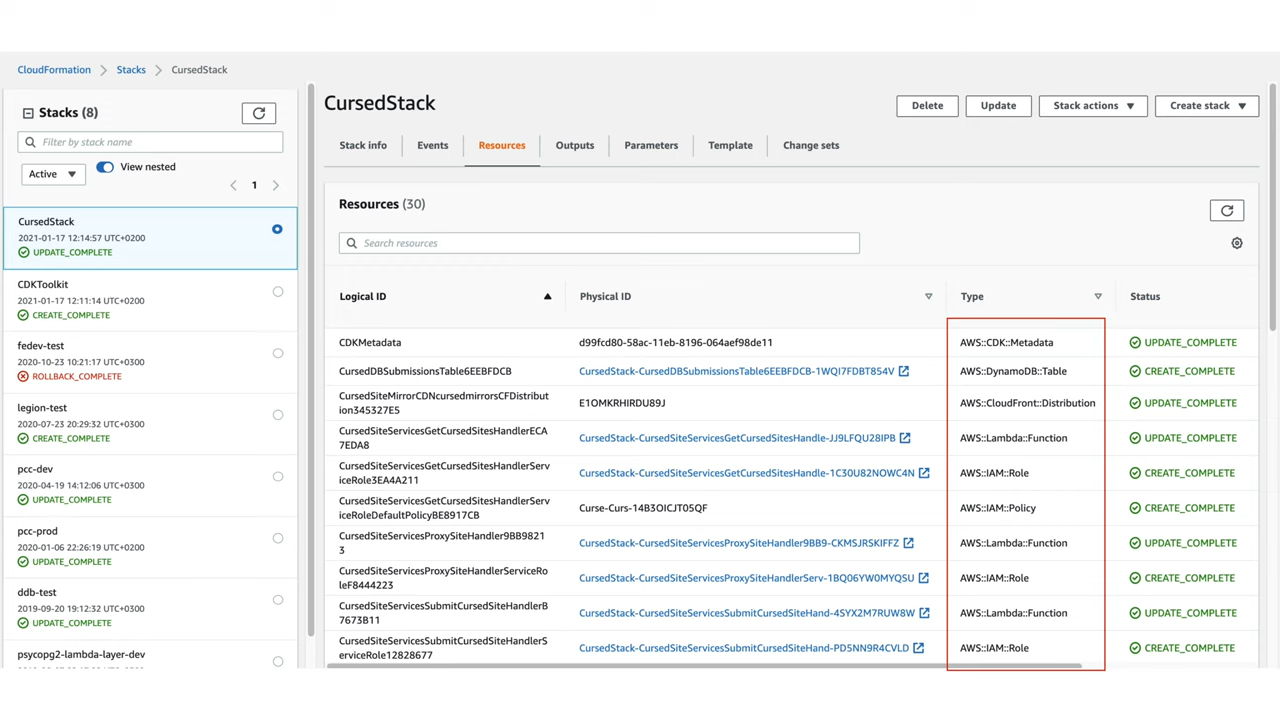 CloudFormation > Stacks > CursedStack
Stacks (8)
Filter by stack name
Active
View nested
1
CursedStack
2021-01-17 12:14:57 UTC+0200
UPDATE_COMPLETE
CDKToolkit
2021-01-17 12:11:14 UTC+0200
CREATE_COMPLETE
fedev-test
2020-10-23 10:21:17 UTC+0300
ROLLBACK_COMPLETE
legion-test
2020-07-23 20:29:32 UTC+0300
CREATE_COMPLETE
pcc-dev
2020-04-19 14:12:06 UTC+0300
UPDATE_COMPLETE
pcc-prod
2020-01-06 22:26:19 UTC+0200
UPDATE_COMPLETE
ddb-test
2019-09-20 19:12:32 UTC+0300
UPDATE_COMPLETE
psycopg2-lambda-layer-dev
CursedStack
Delete
Update
Stack actions
Create stack
Stack info
Events
Resources
Outputs
Parameters
Template
Change sets
Resources (30)
Search resources
Logical ID
Physical ID
Type
Status
CDKMetadata
d99fcd80-58ac-11eb-8196-064aef98de11
AWS::CDK::Metadata
UPDATE_COMPLETE
CursedDBSubmissionsTable6EEBFDCB
CursedStack-CursedDBSubmissionsTable6EEBFDCB-1WQI7FDBT854V
AWS::DynamoDB::Table
CREATE_COMPLETE
CursedSiteMirrorCDNcursedmirrorsCFDistribut
ion345327E5
E1OMKRHIRDU89J
AWS::CloudFront::Distribution
UPDATE_COMPLETE
CursedSiteServicesGetCursedSitesHandlerECA
7EDA8
CursedStack-CursedSiteServicesGetCursedSitesHandle-JJ9LFQU28IPB
AWS::Lambda::Function
UPDATE_COMPLETE
CursedSiteServicesGetCursedSitesHandlerServ
iceRole3EA4A211
CursedStack-CursedSiteServicesGetCursedSitesHandle-1C30U82NOWC4N
AWS::IAM::Role
CREATE_COMPLETE
CursedSiteServicesGetCursedSitesHandlerServ
iceRoleDefaultPolicyBE8917CB
Curse-Curs-14B3OICJT05QF
AWS::IAM::Policy
CREATE_COMPLETE
CursedSiteServicesProxySiteHandler9BB9821
3
CursedStack-CursedSiteServicesProxySiteHandler9BB9-CKMSJRSKIFFZ
AWS::Lambda::Function
UPDATE_COMPLETE
CursedSiteServicesProxySiteHandlerServiceRo
leF8444223
CursedStack-CursedSiteServicesProxySiteHandlerServ-1BQ06YW0MYQSU
AWS::IAM::Role
CREATE_COMPLETE
CursedSiteServicesSubmitCursedSiteHandlerB
7673B11
CursedStack-CursedSiteServicesSubmitCursedSiteHand-4SYX2M7RUW8W
AWS::Lambda::Function
UPDATE_COMPLETE
CursedSiteServicesSubmitCursedSiteHandlerS
erviceRole12828677
CursedStack-CursedSiteServicesSubmitCursedSiteHand-PD5NN9R4CVLD
AWS::IAM::Role
CREATE_COMPLETE